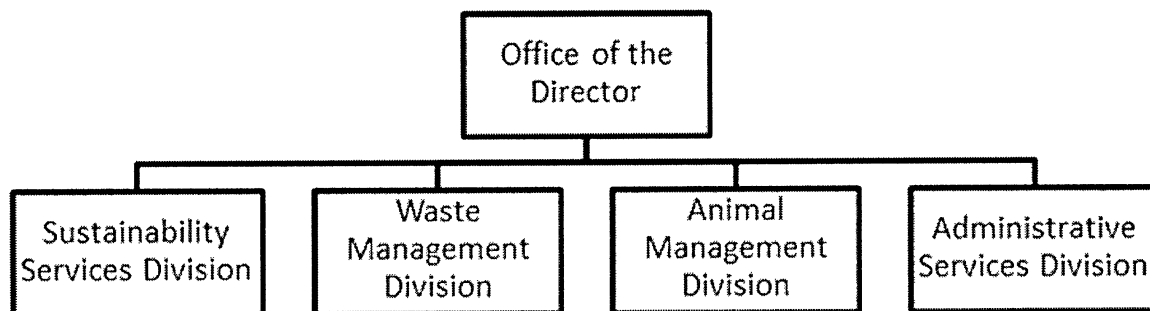 Office of the
Director
Sustainability
Services Division
Waste
Management
Division
Animal
Management
Division
Administrative
Services Division